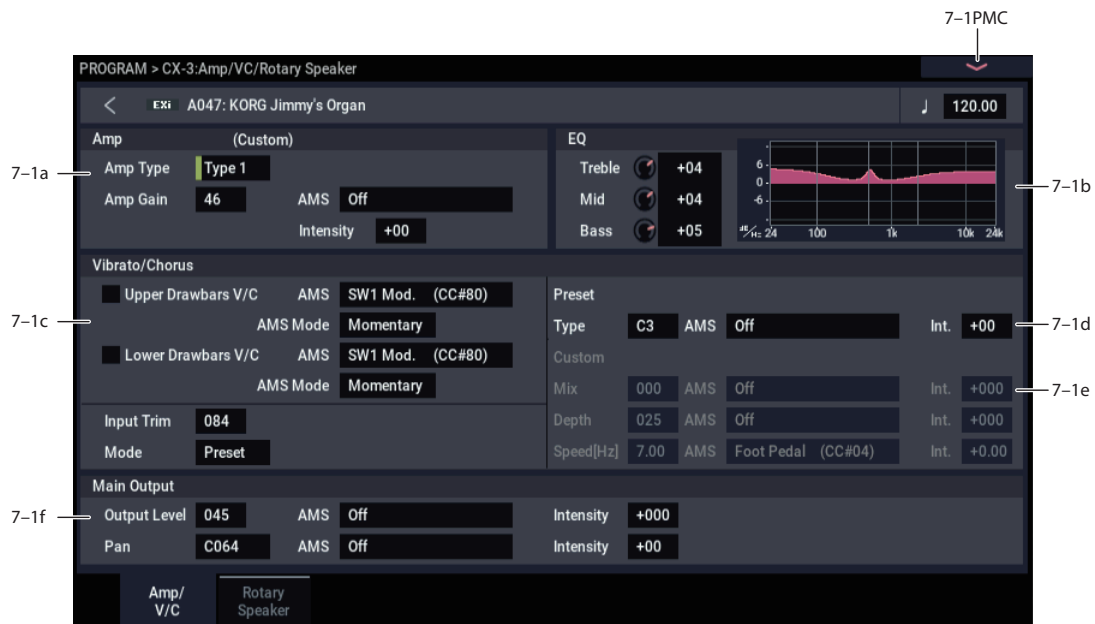 7–1PMC
PROGRAM > CX-3:Amp/VC/Rotary Speaker
EXi A047: KORG Jimmy's Organ
♩ 120.00
Amp (Custom)
7–1a
Amp Type Type 1
Amp Gain 46 AMS Off
Intensity +00
EQ
Treble +04
Mid +04
Bass +05
6
0
-6
dB/Hz 24 100 1k 10k 24k
7–1b
Vibrato/Chorus
7–1c
Upper Drawbars V/C AMS SW1 Mod. (CC#80)
AMS Mode Momentary
Lower Drawbars V/C AMS SW1 Mod. (CC#80)
AMS Mode Momentary
Input Trim 084
Mode Preset
Preset
Type C3 AMS Off Int. +00
7–1d
Custom
Mix 000 AMS Off Int. +000
7–1e
Depth 025 AMS Off Int. +000
Speed[Hz] 7.00 AMS Foot Pedal (CC#04) Int. +0.00
Main Output
7–1f
Output Level 045 AMS Off Intensity +000
Pan C064 AMS Off Intensity +00
Amp/
V/C
Rotary
Speaker